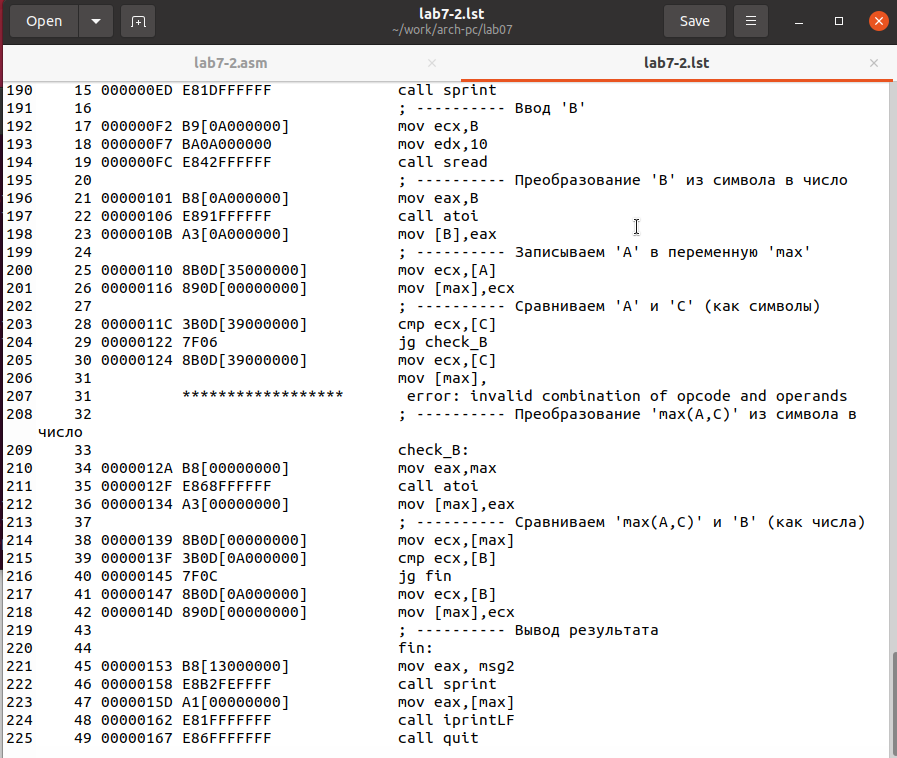 Open
lab7-2.lst
~/work/arch-pc/lab07
Save
lab7-2.asm
lab7-2.lst
190 15 000000ED E81DFFFFFF call sprint
191 16 ; ---------- Ввод 'B'
192 17 000000F2 B9[0A000000] mov ecx,B
193 18 000000F7 BA0A000000 mov edx,10
194 19 000000FC E842FFFFFF call sread
195 20 ; ---------- Преобразование 'B' из символа в число
196 21 00000101 B8[0A000000] mov eax,B
197 22 00000106 E891FFFFFF call atoi
198 23 0000010B A3[0A000000] mov [B],eax
199 24 ; ---------- Записываем 'A' в переменную 'max'
200 25 00000110 8B0D[35000000] mov ecx,[A]
201 26 00000116 890D[00000000] mov [max],ecx
202 27 ; ---------- Сравниваем 'A' и 'С' (как символы)
203 28 0000011C 3B0D[39000000] cmp ecx,[C]
204 29 00000122 7F06 jg check_B
205 30 00000124 8B0D[39000000] mov ecx,[C]
206 31 mov [max],
207 31 ****************** error: invalid combination of opcode and operands
208 32 ; ---------- Преобразование 'max(A,C)' из символа в
число
209 33 check_B:
210 34 0000012A B8[00000000] mov eax,max
211 35 0000012F E868FFFFFF call atoi
212 36 00000134 A3[00000000] mov [max],eax
213 37 ; ---------- Сравниваем 'max(A,C)' и 'B' (как числа)
214 38 00000139 8B0D[00000000] mov ecx,[max]
215 39 0000013F 3B0D[0A000000] cmp ecx,[B]
216 40 00000145 7F0C jg fin
217 41 00000147 8B0D[0A000000] mov ecx,[B]
218 42 0000014D 890D[00000000] mov [max],ecx
219 43 ; ---------- Вывод результата
220 44 fin:
221 45 00000153 B8[13000000] mov eax, msg2
222 46 00000158 E8B2FEFFFF call sprint
223 47 0000015D A1[00000000] mov eax,[max]
224 48 00000162 E81FFFFFFF call iprintLF
225 49 00000167 E86FFFFFFF call quit